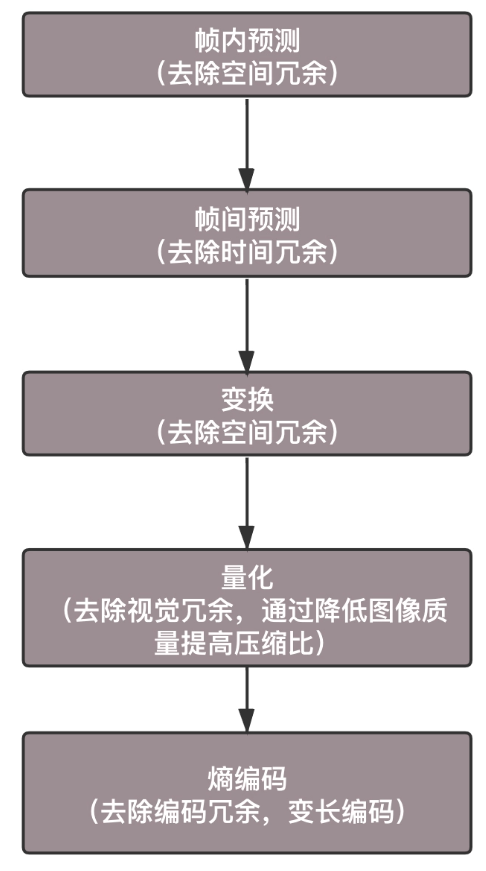 帧内预测
（去除空间冗余）
帧间预测
（去除时间冗余）
变换
（去除空间冗余）
量化
（去除视觉冗余，通过降低图像质
量提高压缩比）
熵编码
（去除编码冗余，变长编码）